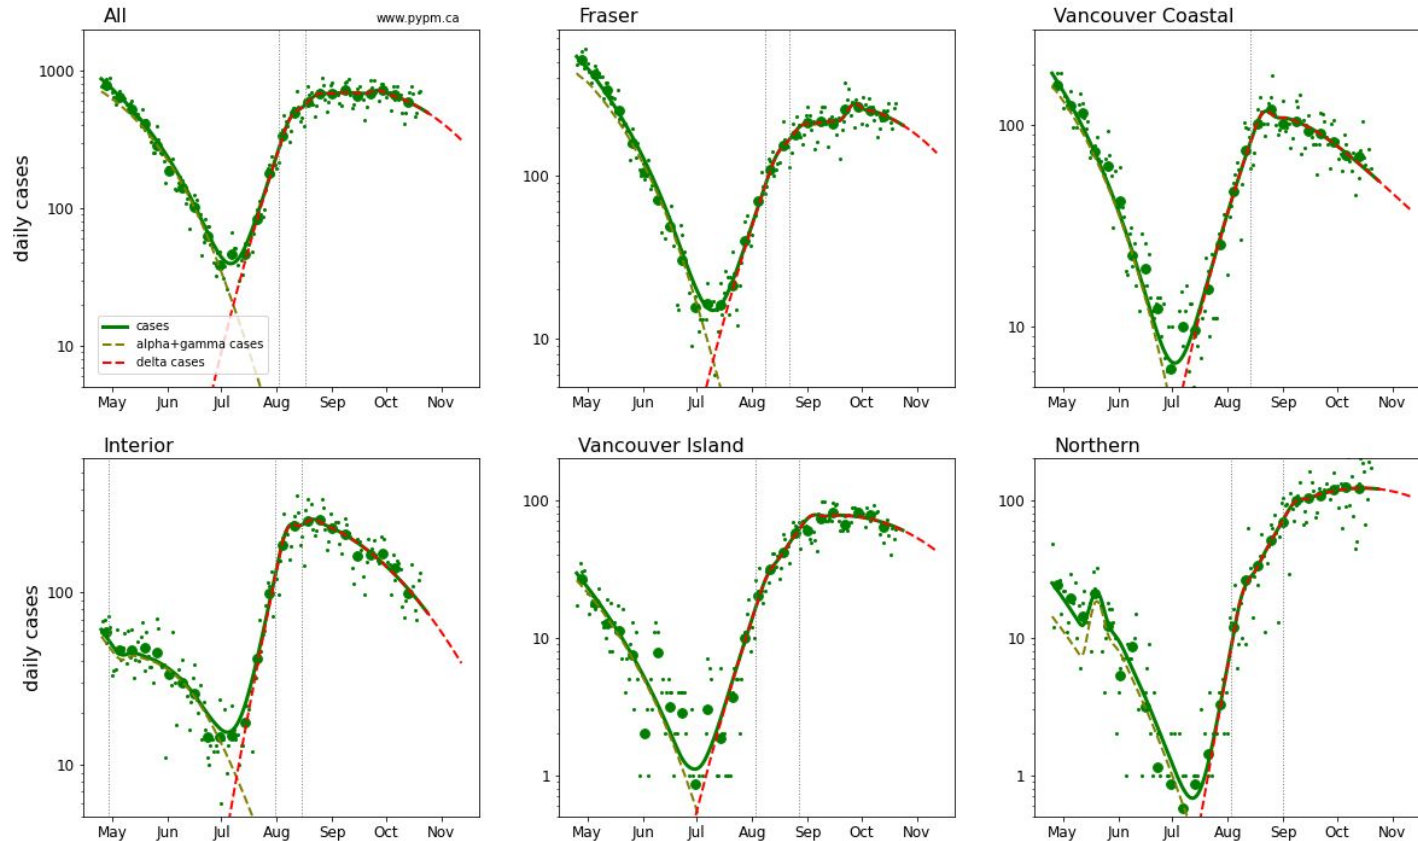 All
www.pypm.ca
Fraser
Vancouver Coastal
daily cases
1000
100
10
cases
alpha+gamma cases
delta cases
May Jun Jul Aug Sep Oct Nov
100
10
May Jun Jul Aug Sep Oct Nov
100
10
May Jun Jul Aug Sep Oct Nov
Interior
Vancouver Island
Northern
daily cases
100
10
May Jun Jul Aug Sep Oct Nov
100
10
1
May Jun Jul Aug Sep Oct Nov
100
10
1
May Jun Jul Aug Sep Oct Nov